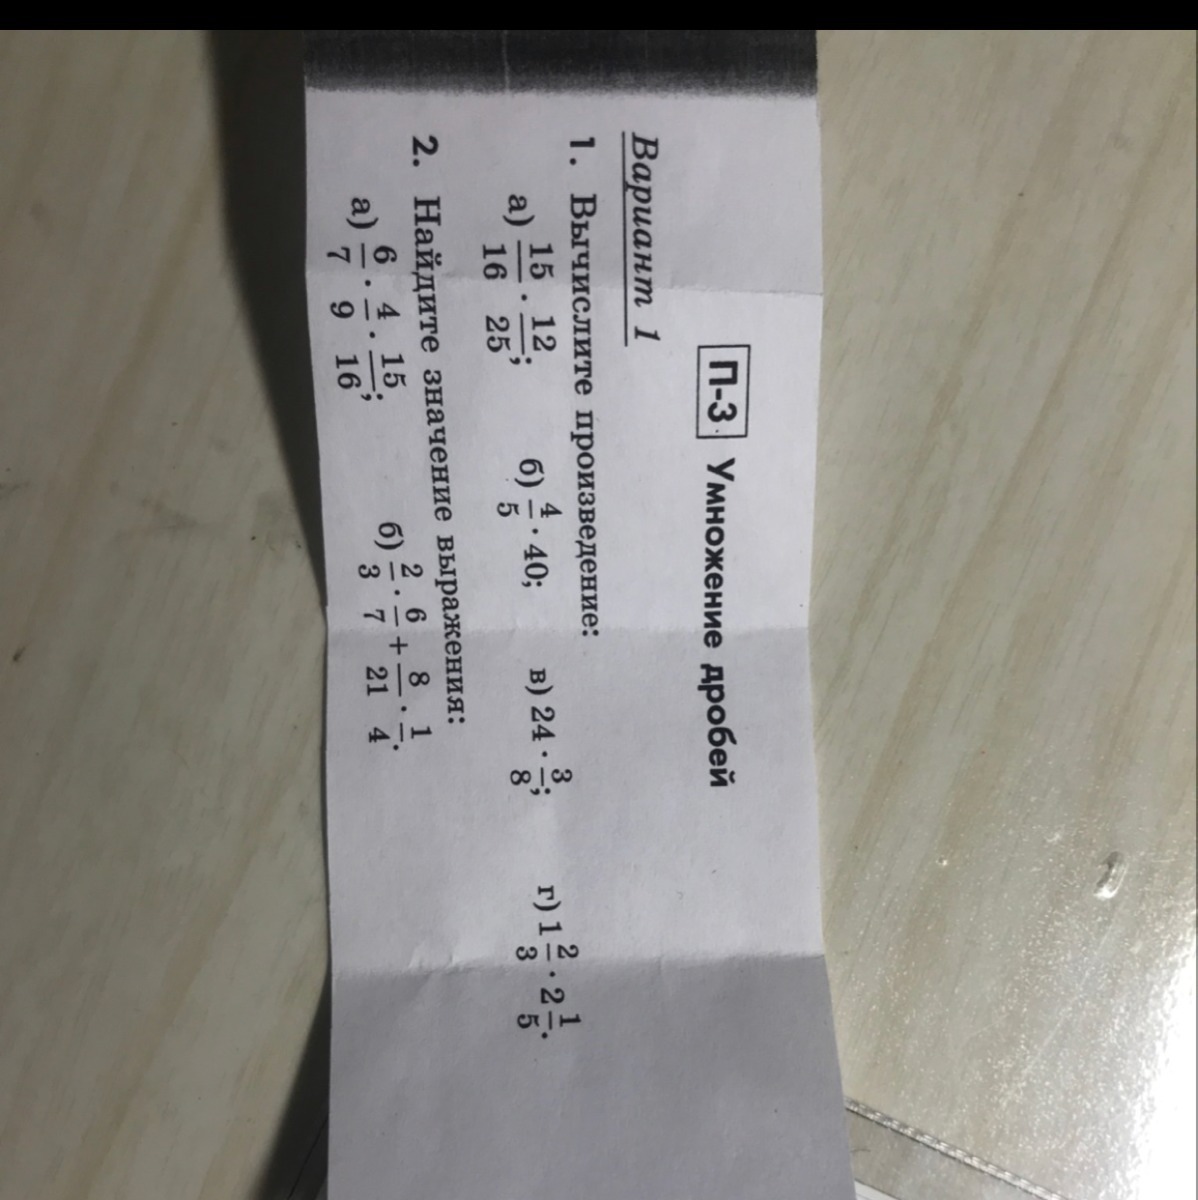 П-3 Умножение дробей
Вариант 1
1. Вычислите произведение:
а) 15/16 · 12/25; б) 4/5 · 40; в) 24 · 3/8; г) 1 2/3 · 2 1/5.
2. Найдите значение выражения:
а) 6/7 · 4/9 · 15/16; б) 2/3 · 6/7 + 8/21 · 1/4.